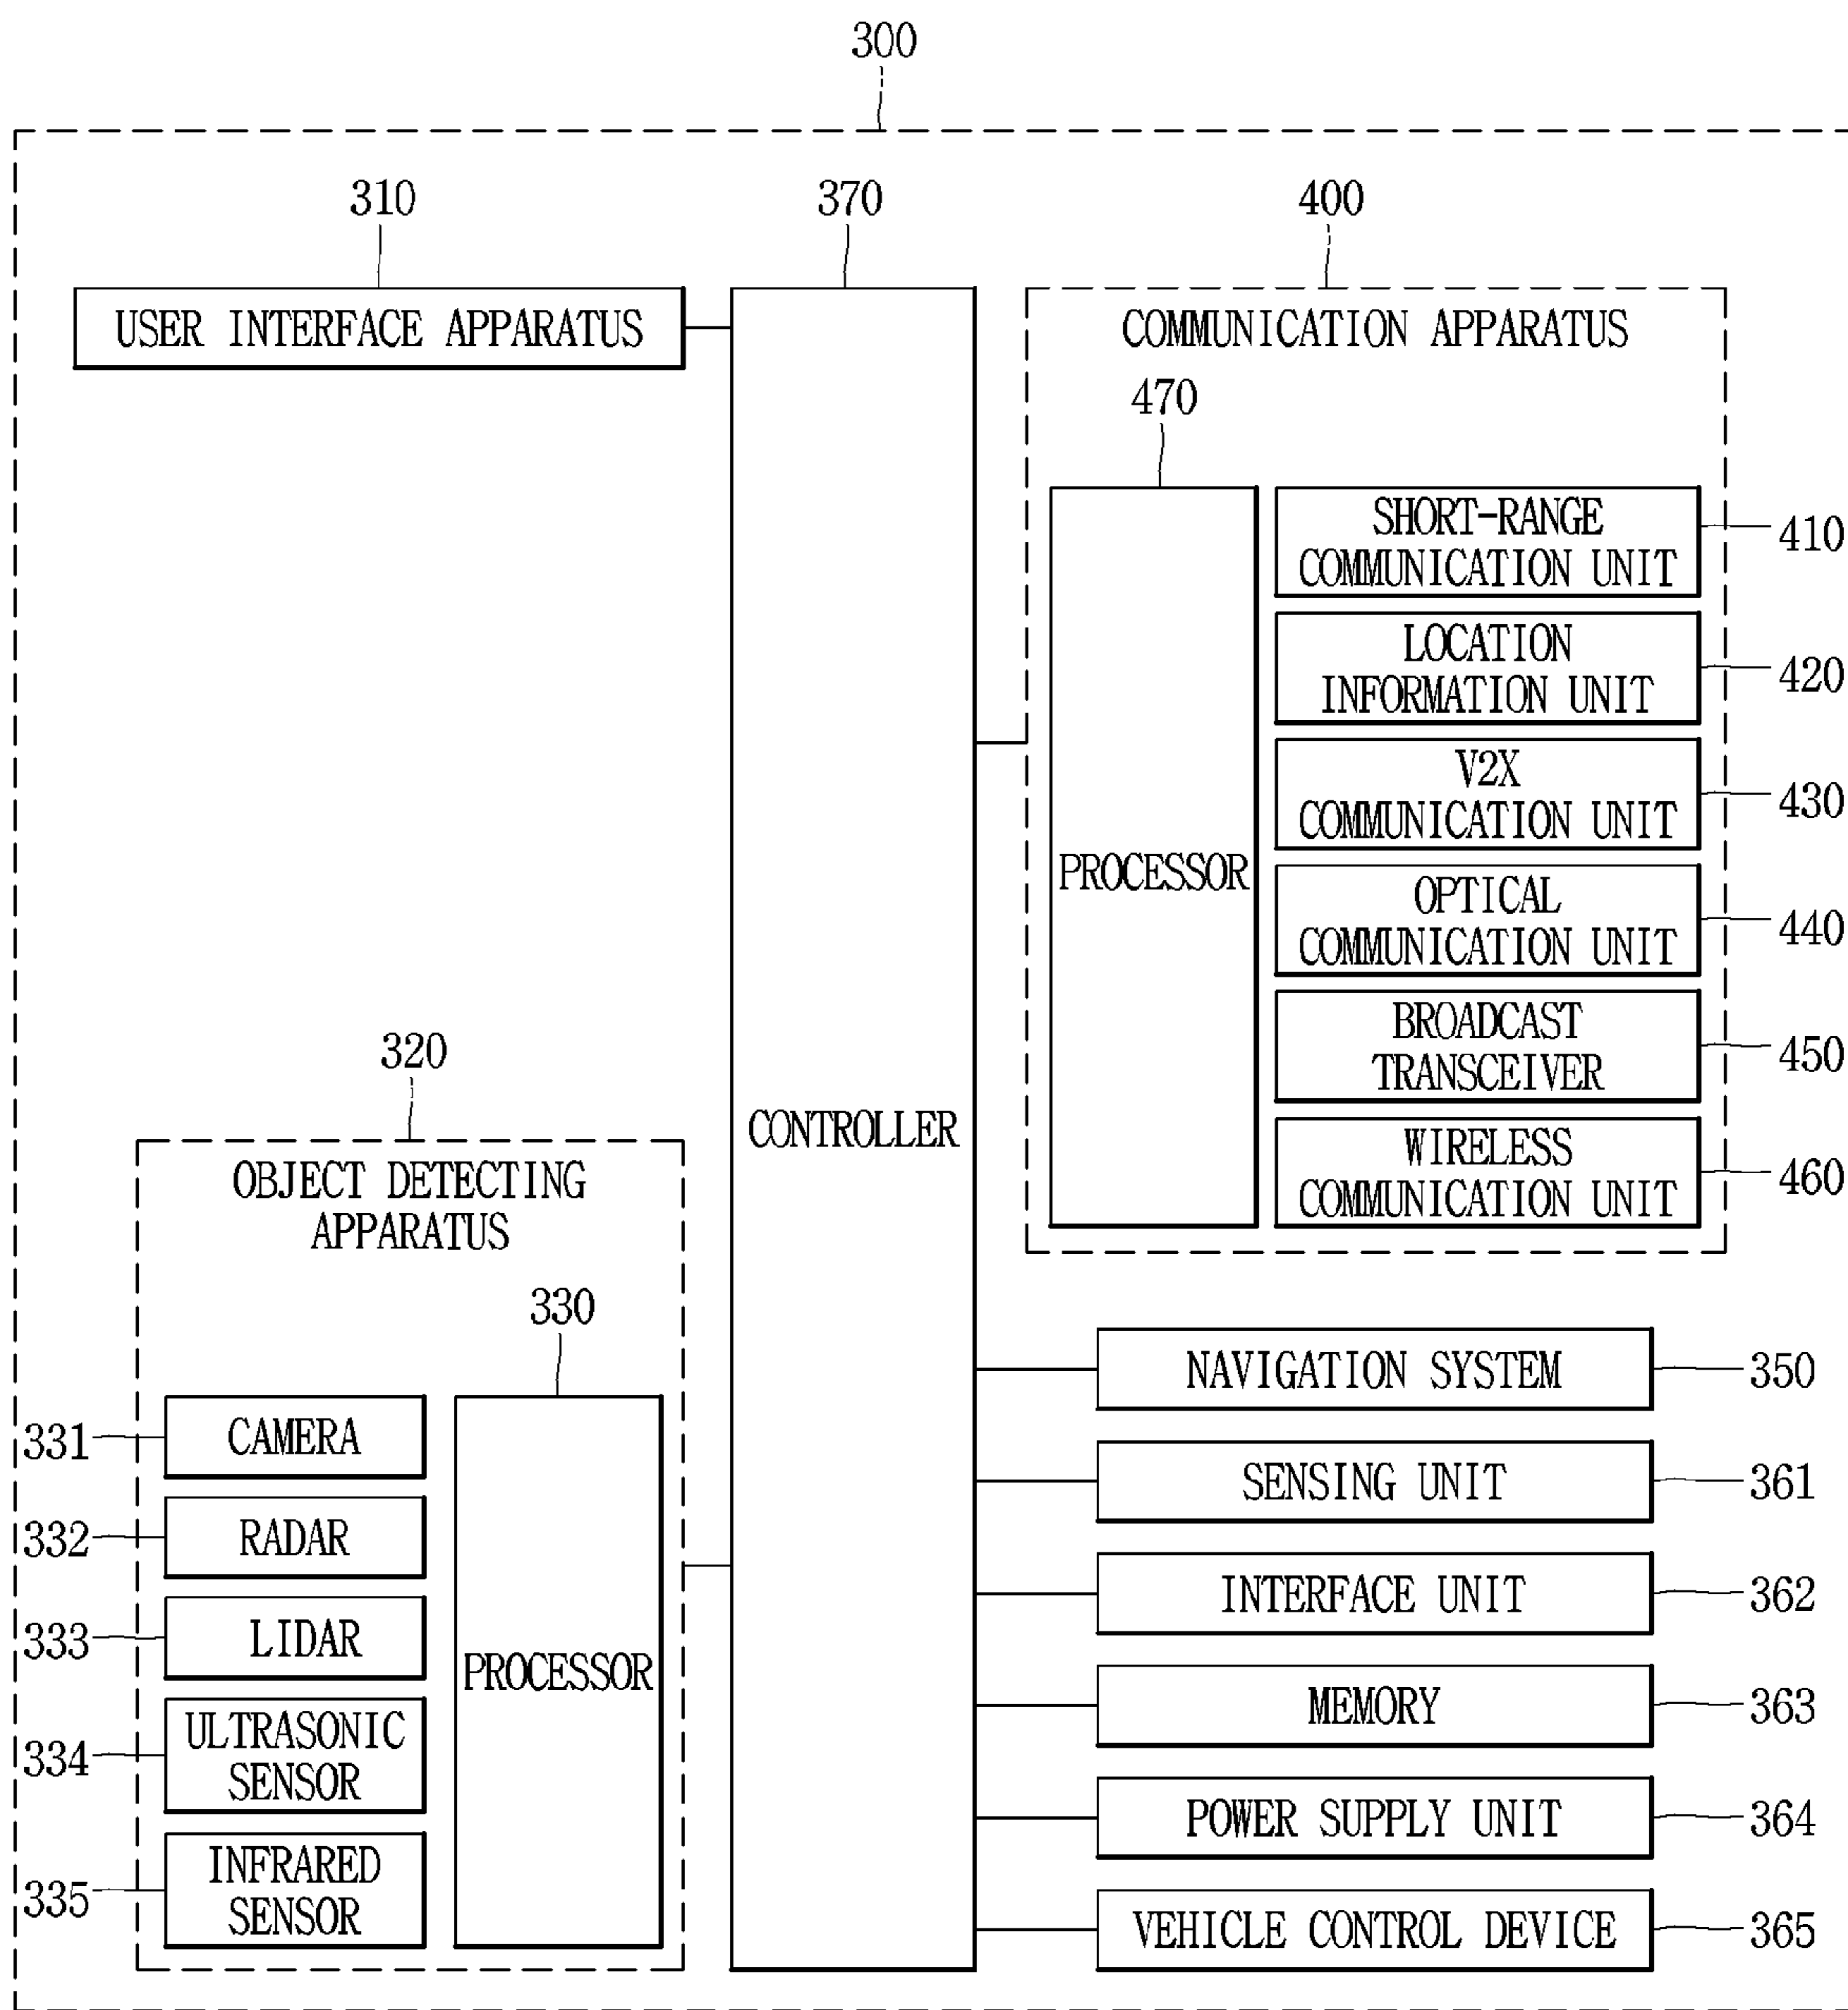 300
310
370
400
USER INTERFACE APPARATUS
COMMUNICATION APPARATUS
470
SHORT-RANGE
COMMUNICATION UNIT
410
LOCATION
INFORMATION UNIT
420
V2X
COMMUNICATION UNIT
430
PROCESSOR
OPTICAL
COMMUNICATION UNIT
440
BROADCAST
TRANSCEIVER
450
WIRELESS
COMMUNICATION UNIT
460
CONTROLLER
320
OBJECT DETECTING
APPARATUS
330
331
CAMERA
332
RADAR
333
LIDAR
334
ULTRASONIC
SENSOR
335
INFRARED
SENSOR
PROCESSOR
NAVIGATION SYSTEM
350
SENSING UNIT
361
INTERFACE UNIT
362
MEMORY
363
POWER SUPPLY UNIT
364
VEHICLE CONTROL DEVICE
365